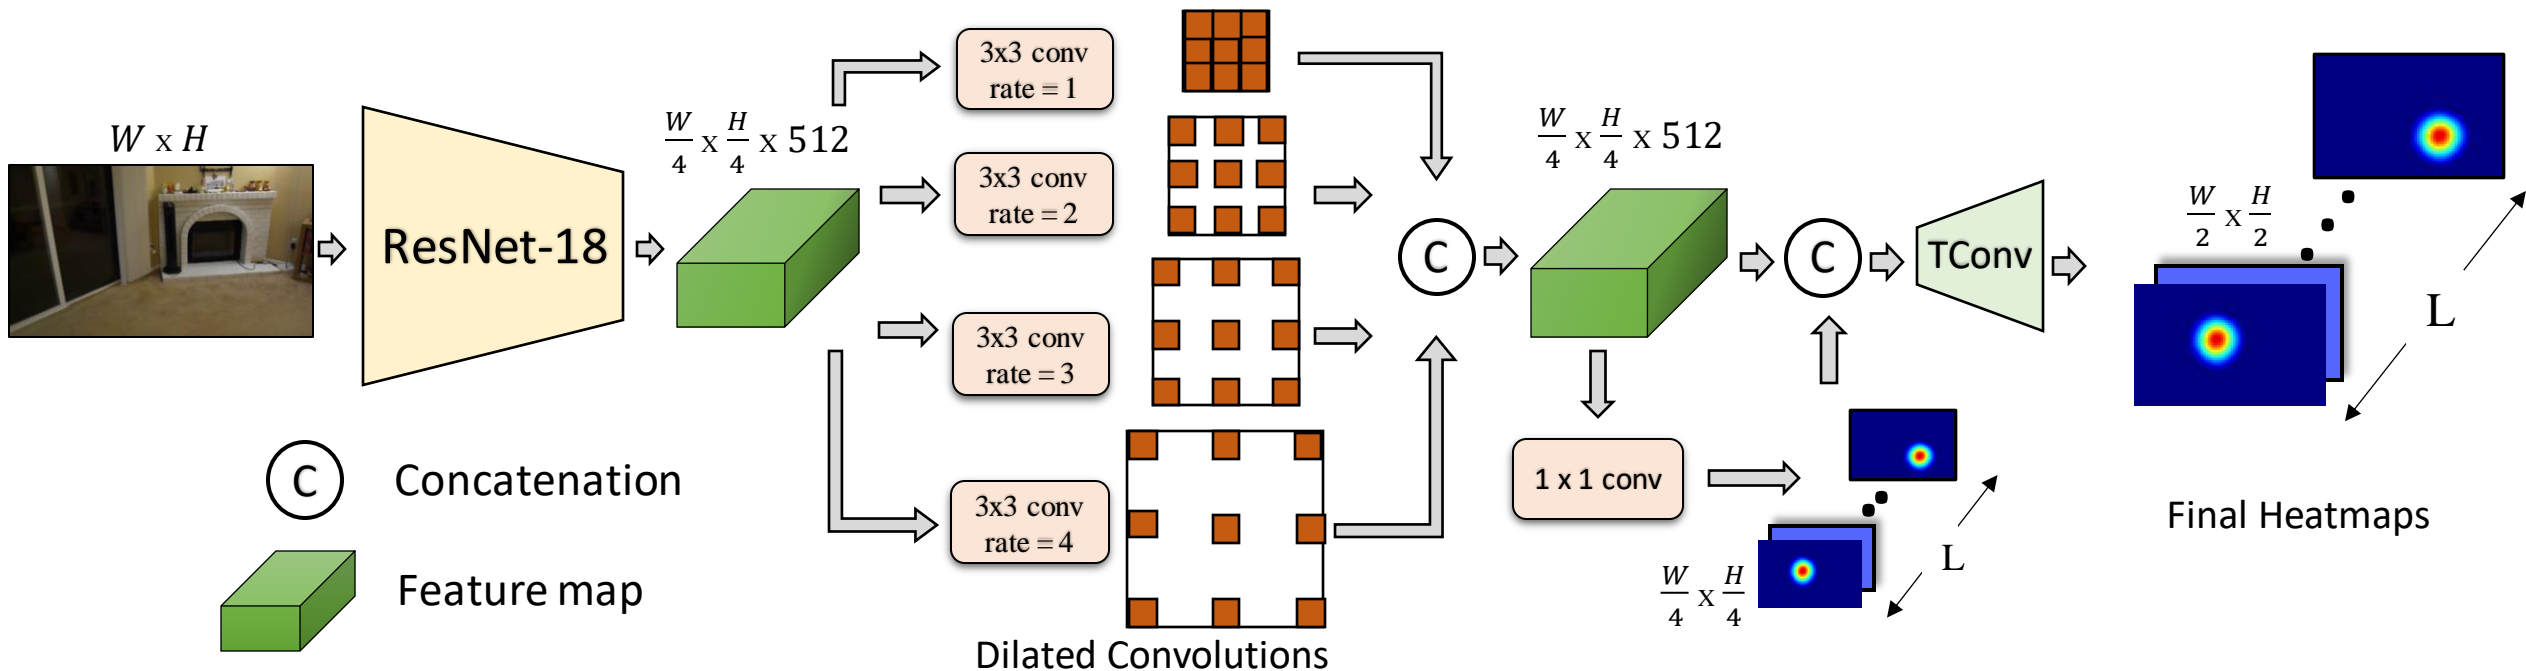 W x H
ResNet-18
W/4 x H/4 x 512
3x3 conv
rate = 1
3x3 conv
rate = 2
3x3 conv
rate = 3
3x3 conv
rate = 4
Dilated Convolutions
C
W/4 x H/4 x 512
1 x 1 conv
W/4 x H/4
L
C
TConv
W/2 x H/2
L
Final Heatmaps
C Concatenation
Feature map